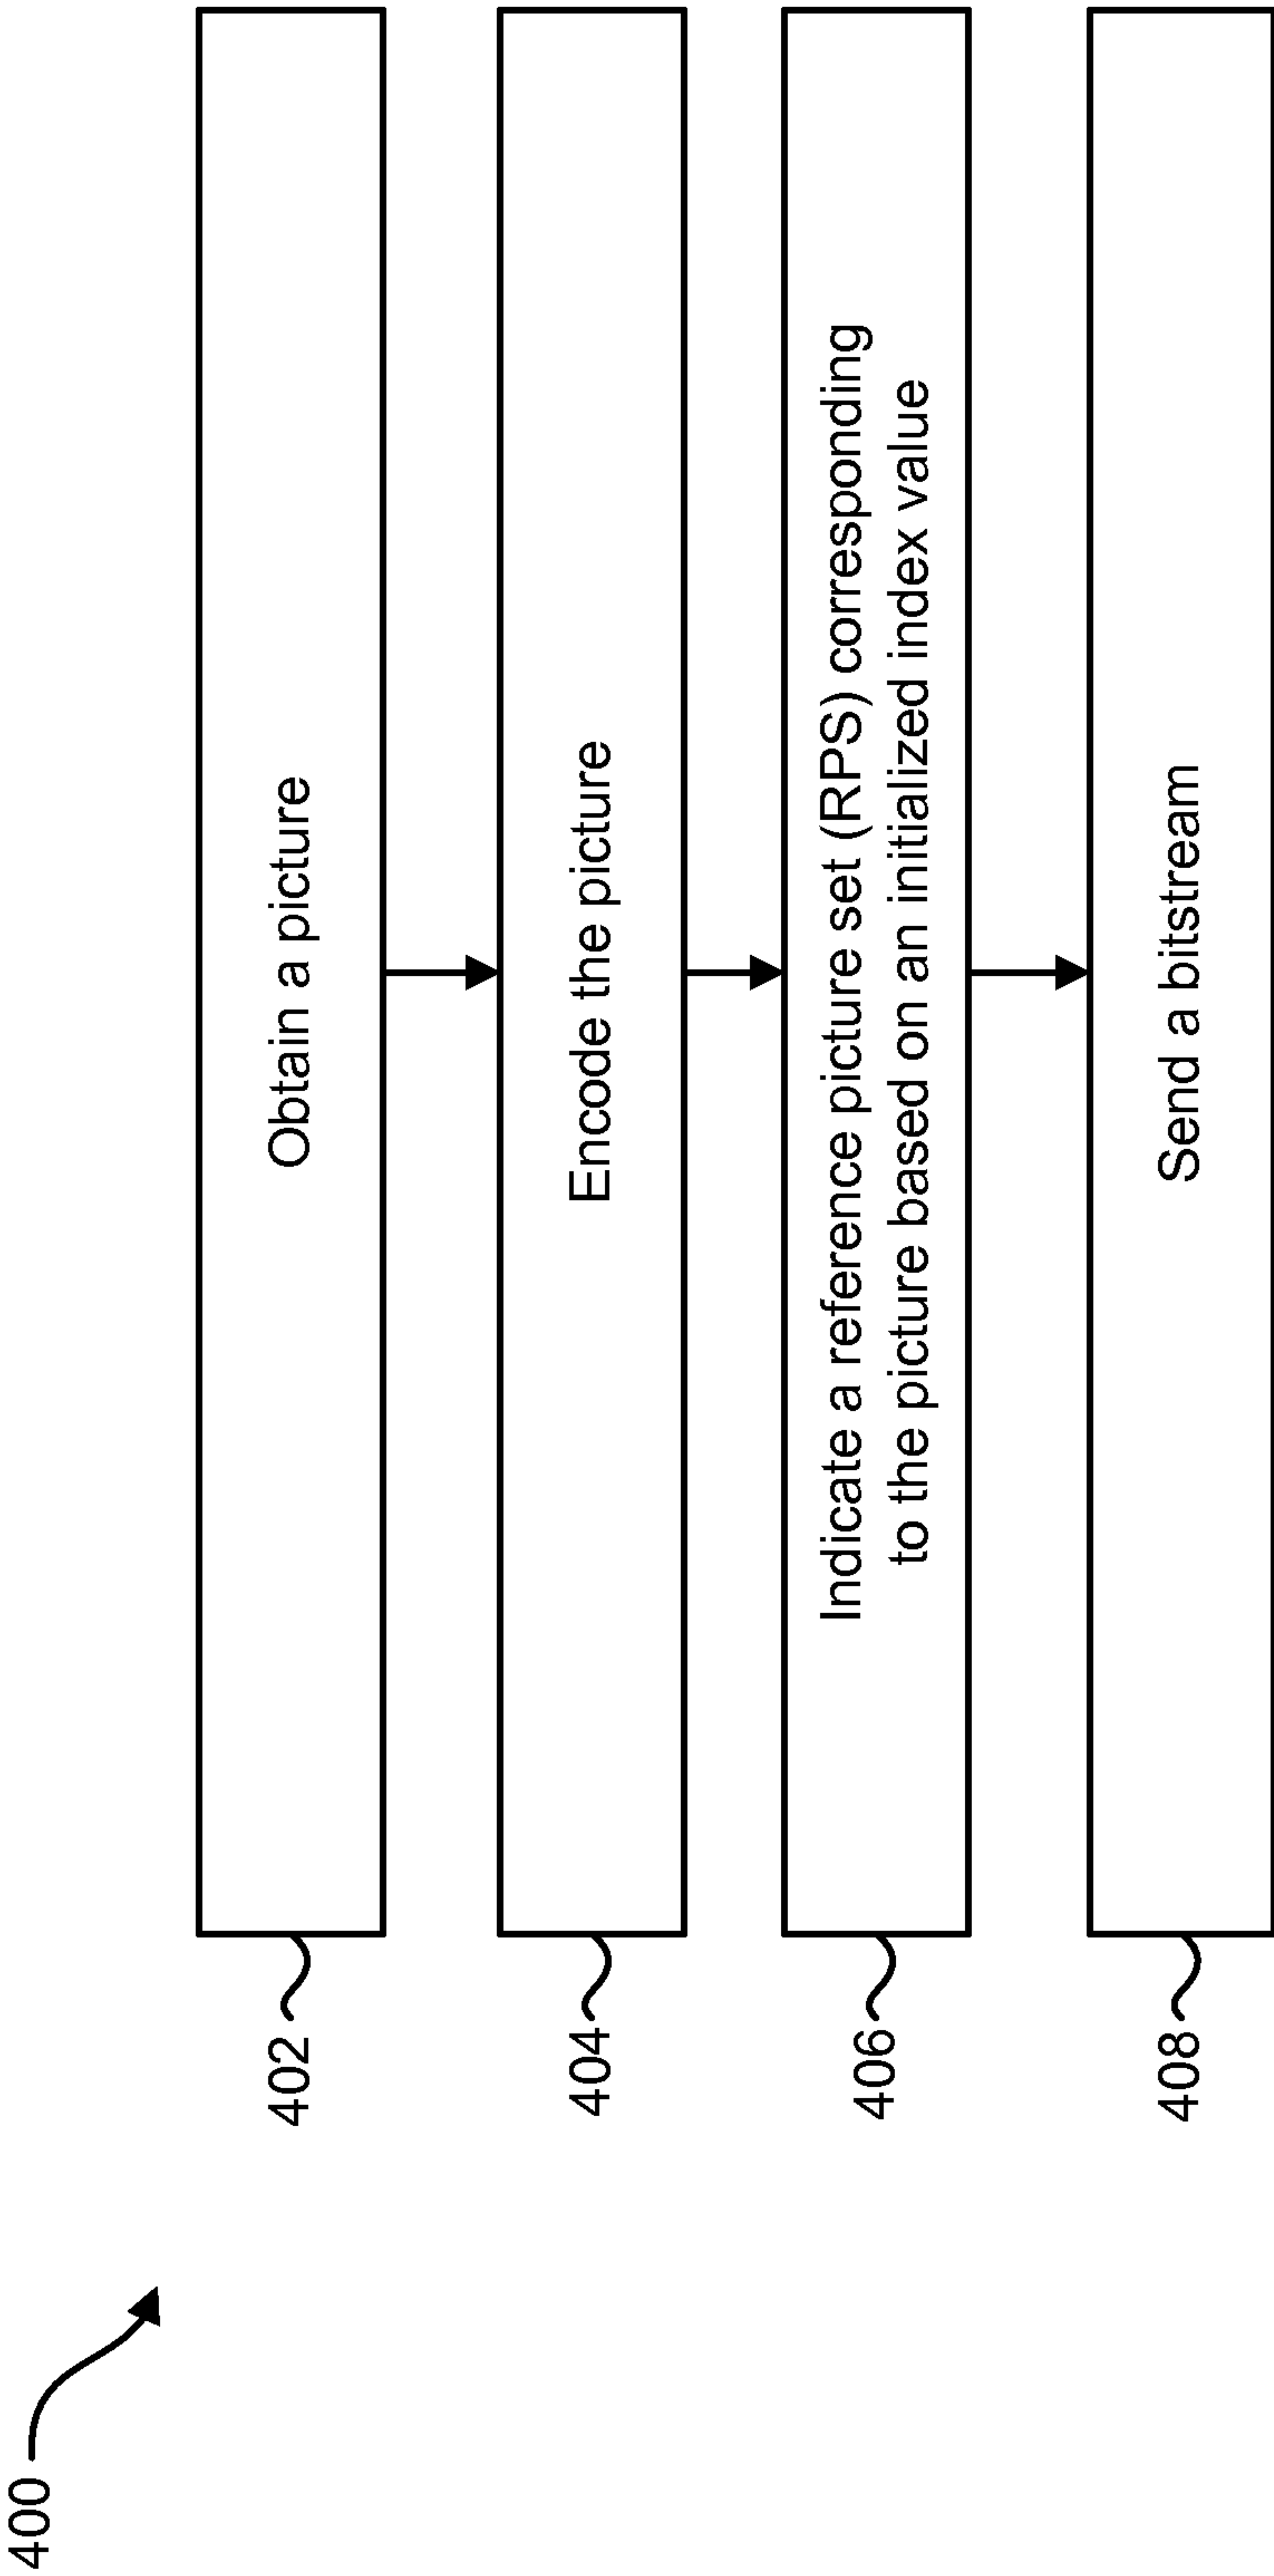 400
402
Obtain a picture
404
Encode the picture
406
Indicate a reference picture set (RPS) corresponding
to the picture based on an initialized index value
408
Send a bitstream